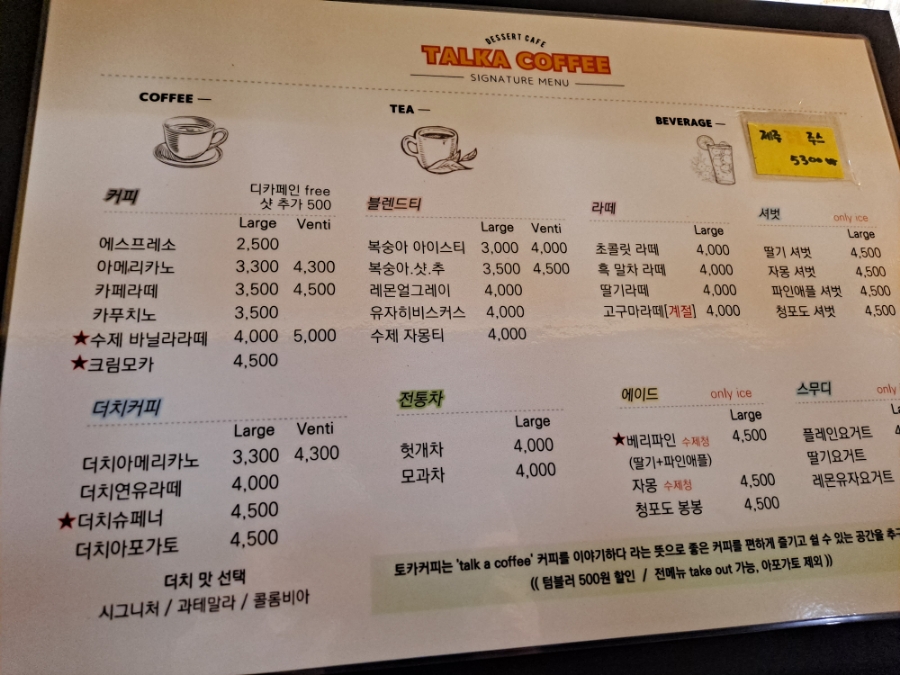 DESSERT CAFE
TALKA COFFEE
SIGNATURE MENU
COFFEE —
커피
디카페인 free
샷 추가 500
Large Venti
에스프레소 2,500
아메리카노 3,300 4,300
카페라떼 3,500 4,500
카푸치노 3,500
★수제 바닐라라떼 4,000 5,000
★크림모카 4,500
더치커피
Large Venti
더치아메리카노 3,300 4,300
더치연유라떼 4,000
★더치슈페너 4,500
더치아포가토 4,500
더치 맛 선택
시그니처 / 과테말라 / 콜롬비아
TEA —
블렌드티
Large Venti
복숭아 아이스티 3,000 4,000
복숭아.샷.추 3,500 4,500
레몬얼그레이 4,000
유자히비스커스 4,000
수제 자몽티 4,000
전통차
Large
헛개차 4,000
모과차 4,000
BEVERAGE —
제주 주스
5300₩
라떼
Large
초콜릿 라떼 4,000
흑 말차 라떼 4,000
딸기라떼 4,000
고구마라떼[계절] 4,000
셔벗 only ice
Large
딸기 셔벗 4,500
자몽 셔벗 4,500
파인애플 셔벗 4,500
청포도 셔벗 4,500
에이드 only ice
Large
★베리파인 수제청 4,500
(딸기+파인애플)
자몽 수제청 4,500
청포도 봉봉 4,500
스무디 only
플레인요거트
딸기요거트
레몬유자요거트
토카커피는 'talk a coffee' 커피를 이야기하다 라는 뜻으로 좋은 커피를 편하게 즐기고 쉴 수 있는 공간을 추구
(( 텀블러 500원 할인 / 전메뉴 take out 가능, 아포가토 제외 ))